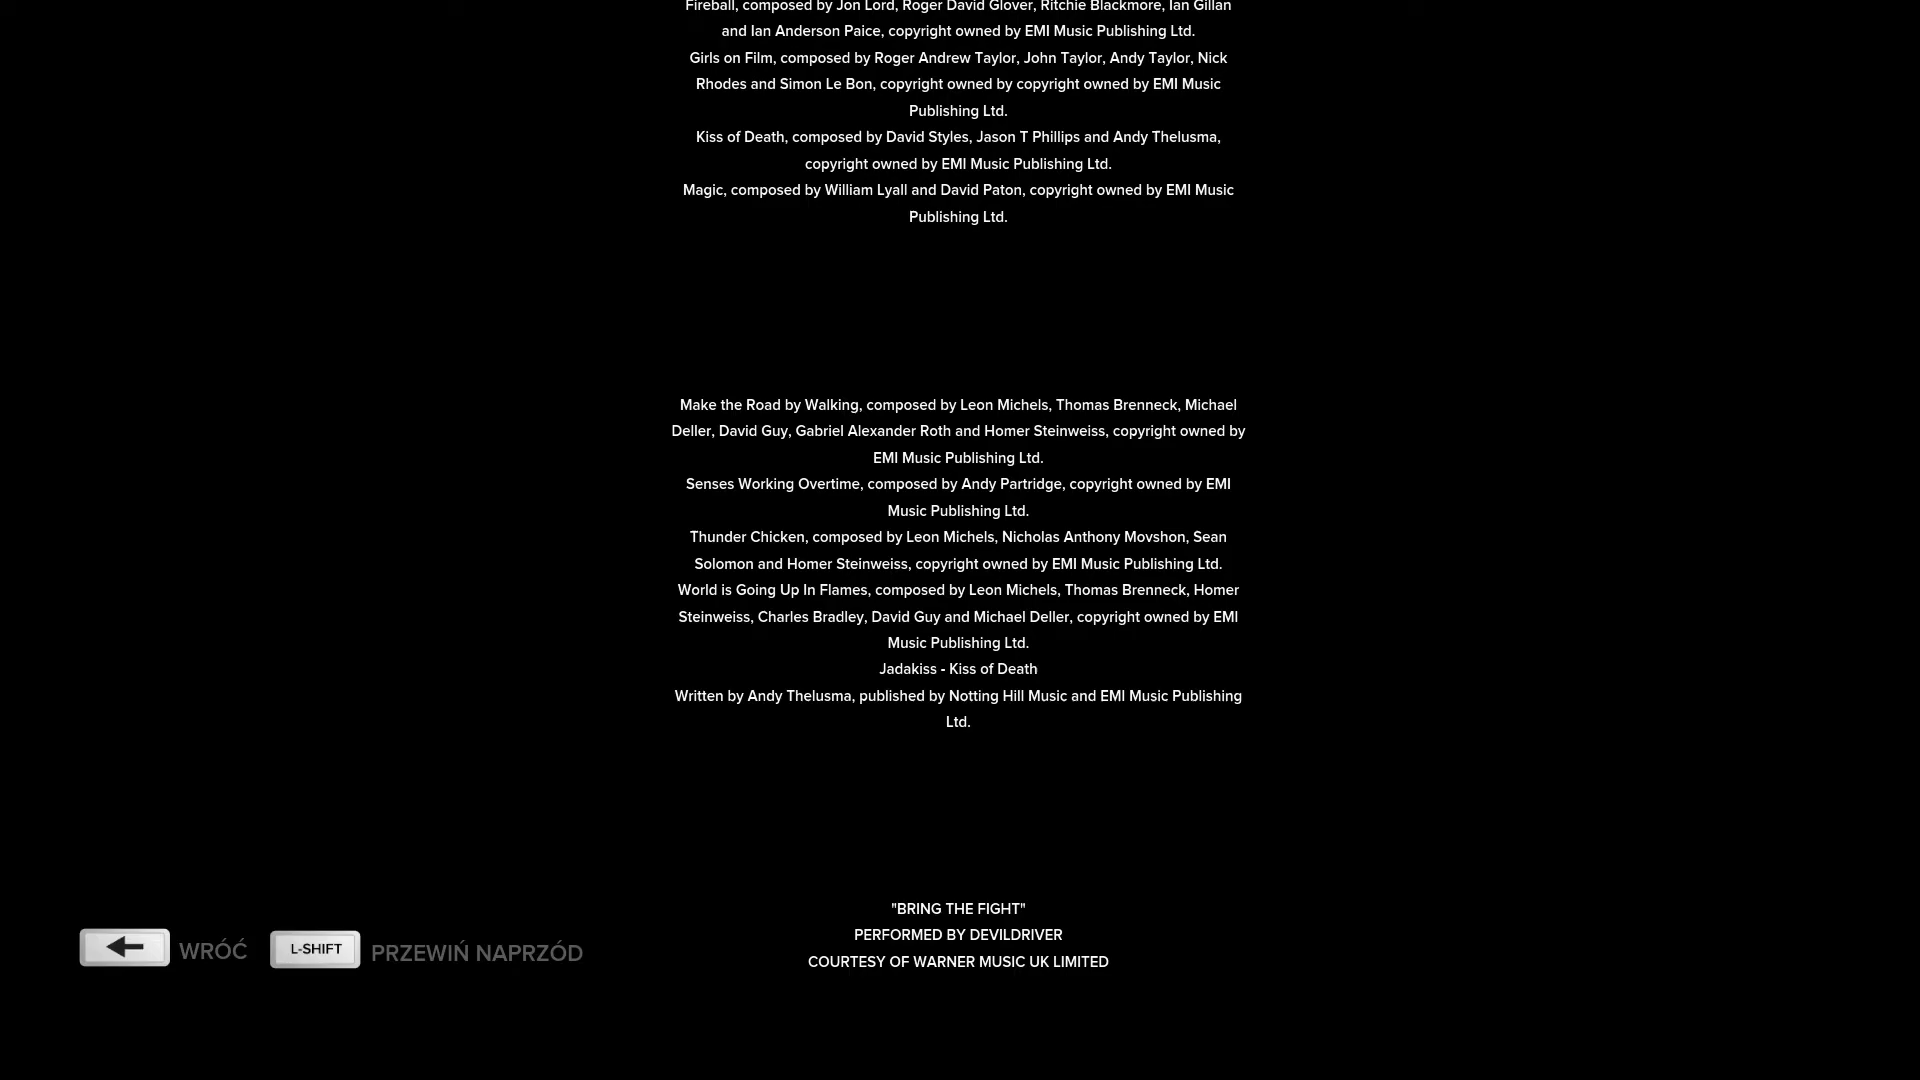 Fireball, composed by Jon Lord, Roger David Glover, Ritchie Blackmore, Ian Gillan
and Ian Anderson Paice, copyright owned by EMI Music Publishing Ltd.
Girls on Film, composed by Roger Andrew Taylor, John Taylor, Andy Taylor, Nick
Rhodes and Simon Le Bon, copyright owned by copyright owned by EMI Music
Publishing Ltd.
Kiss of Death, composed by David Styles, Jason T Phillips and Andy Thelusma,
copyright owned by EMI Music Publishing Ltd.
Magic, composed by William Lyall and David Paton, copyright owned by EMI Music
Publishing Ltd.
Make the Road by Walking, composed by Leon Michels, Thomas Brenneck, Michael
Deller, David Guy, Gabriel Alexander Roth and Homer Steinweiss, copyright owned by
EMI Music Publishing Ltd.
Senses Working Overtime, composed by Andy Partridge, copyright owned by EMI
Music Publishing Ltd.
Thunder Chicken, composed by Leon Michels, Nicholas Anthony Movshon, Sean
Solomon and Homer Steinweiss, copyright owned by EMI Music Publishing Ltd.
World is Going Up In Flames, composed by Leon Michels, Thomas Brenneck, Homer
Steinweiss, Charles Bradley, David Guy and Michael Deller, copyright owned by EMI
Music Publishing Ltd.
Jadakiss - Kiss of Death
Written by Andy Thelusma, published by Notting Hill Music and EMI Music Publishing
Ltd.
"BRING THE FIGHT"
PERFORMED BY DEVILDRIVER
COURTESY OF WARNER MUSIC UK LIMITED
WRÓĆ
L-SHIFT PRZEWIŃ NAPRZÓD